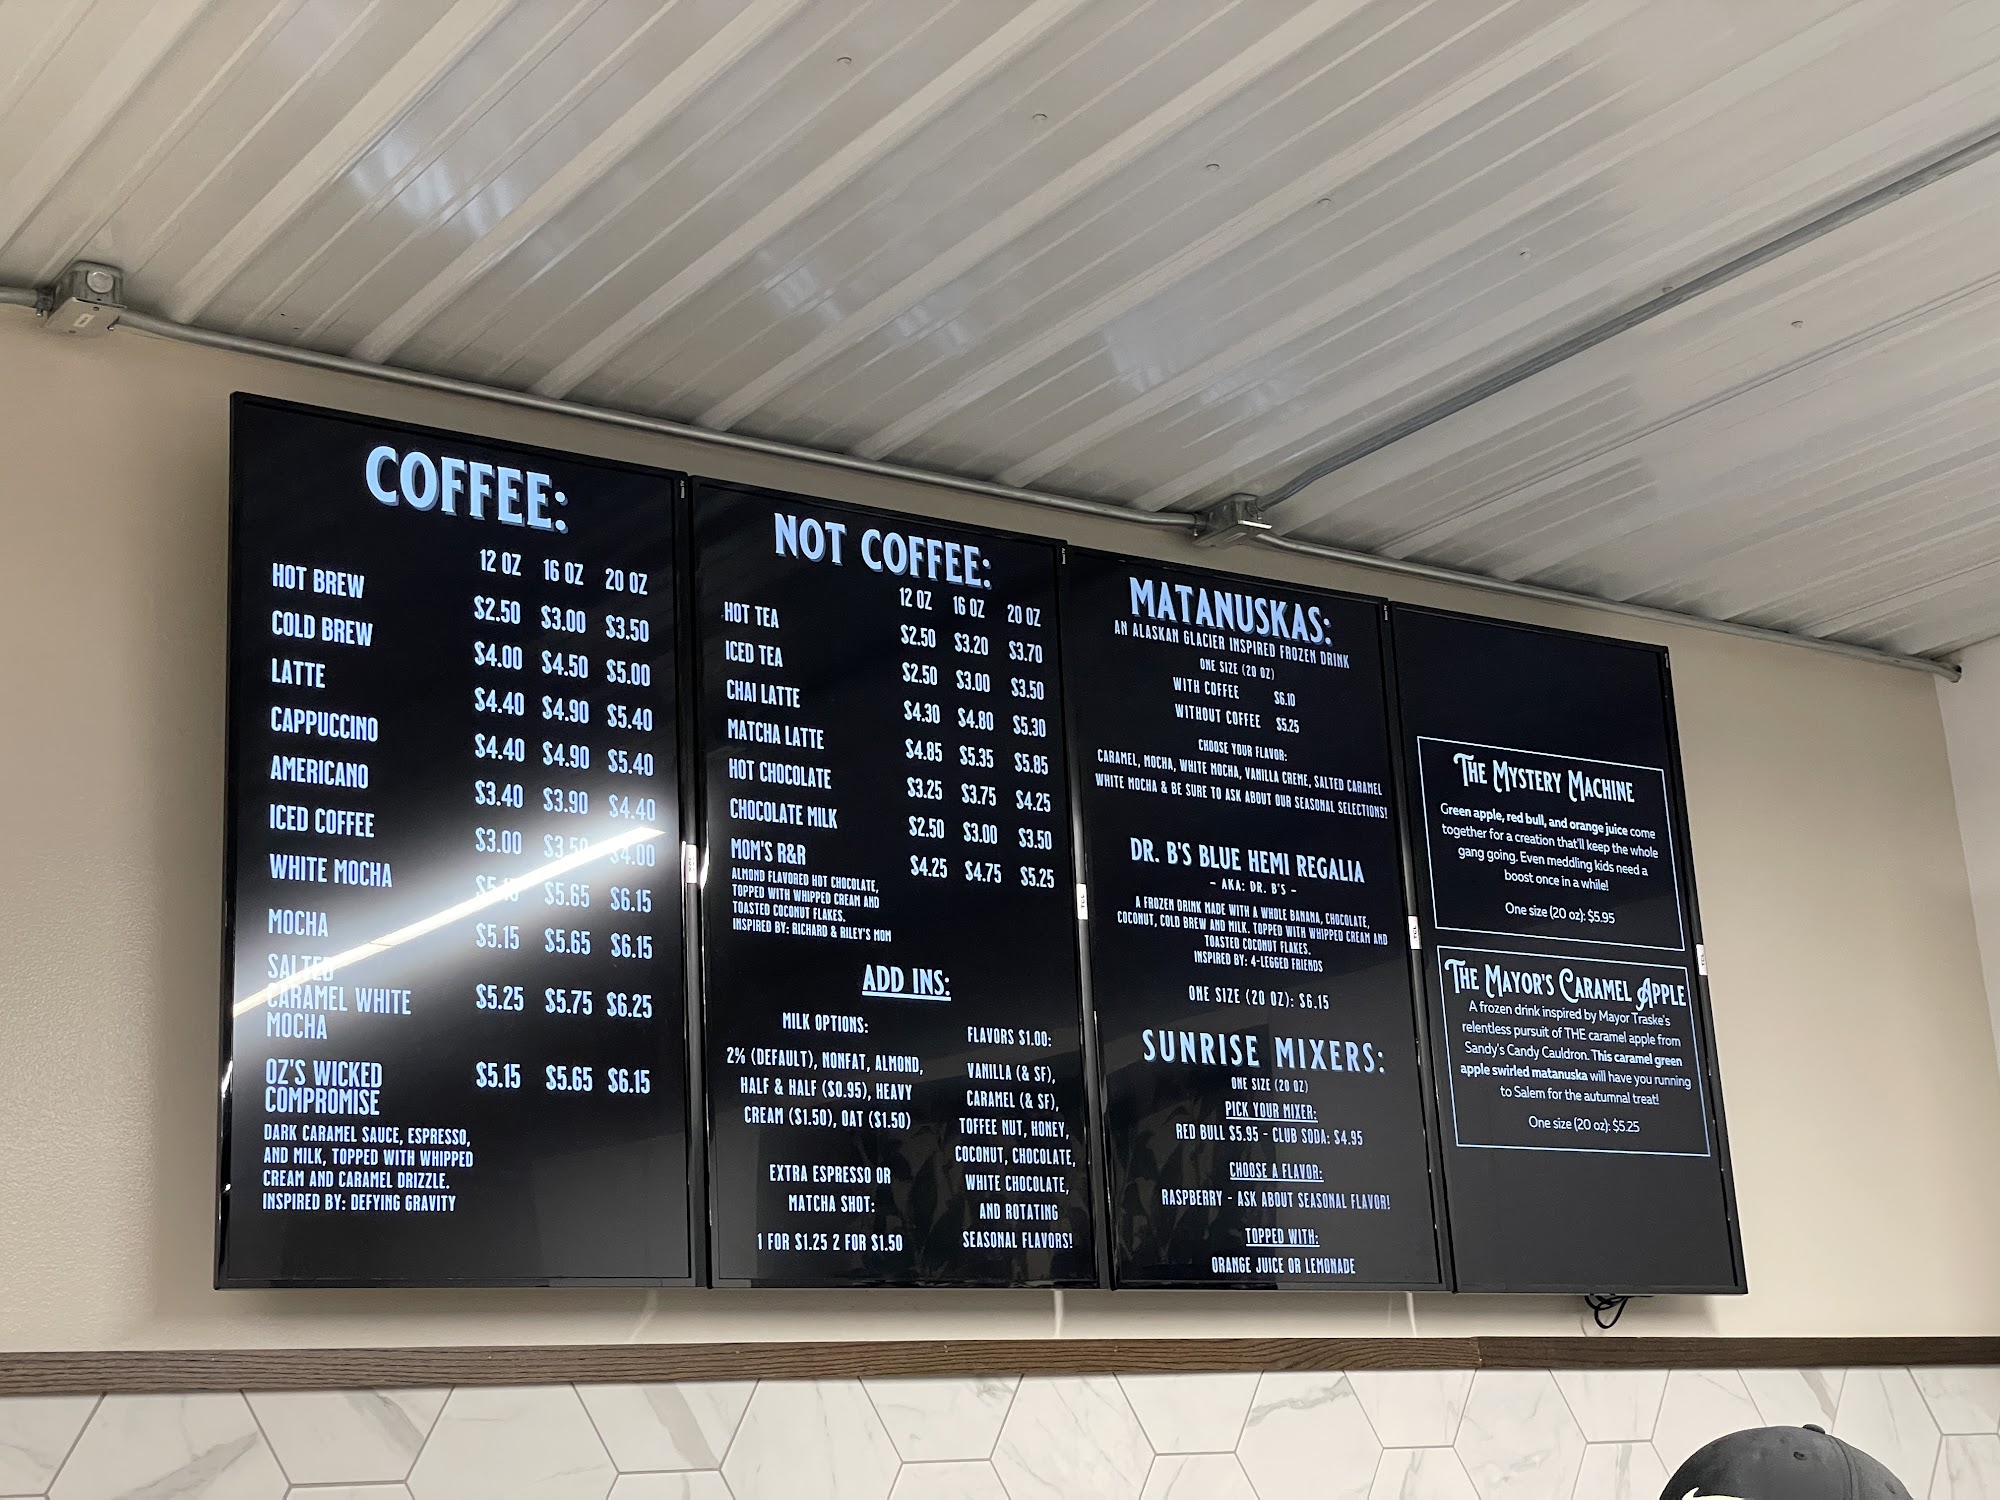 COFFEE:
12 OZ 16 OZ 20 OZ
HOT BREW $2.50 $3.00 $3.50
COLD BREW $4.00 $4.50 $5.00
LATTE $4.40 $4.90 $5.40
CAPPUCCINO $4.40 $4.90 $5.40
AMERICANO $3.40 $3.90 $4.40
ICED COFFEE $3.00 $3.50 $4.00
WHITE MOCHA $5.15 $5.65 $6.15
MOCHA $5.15 $5.65 $6.15
SALTED
CARAMEL WHITE $5.25 $5.75 $6.25
MOCHA
OZ'S WICKED $5.15 $5.65 $6.15
COMPROMISE
DARK CARAMEL SAUCE, ESPRESSO,
AND MILK, TOPPED WITH WHIPPED
CREAM AND CARAMEL DRIZZLE.
INSPIRED BY: DEFYING GRAVITY
NOT COFFEE:
12 OZ 16 OZ 20 OZ
HOT TEA $2.50 $3.20 $3.70
ICED TEA $2.50 $3.00 $3.50
CHAI LATTE $4.30 $4.80 $5.30
MATCHA LATTE $4.85 $5.35 $5.85
HOT CHOCOLATE $3.25 $3.75 $4.25
CHOCOLATE MILK $2.50 $3.00 $3.50
MOM'S R&R $4.25 $4.75 $5.25
ALMOND FLAVORED HOT CHOCOLATE,
TOPPED WITH WHIPPED CREAM AND
TOASTED COCONUT FLAKES.
INSPIRED BY: RICHARD & RILEY'S MOM
ADD INS:
MILK OPTIONS:
2% (DEFAULT), NONFAT, ALMOND,
HALF & HALF ($0.95), HEAVY
CREAM ($1.50), OAT ($1.50)
EXTRA ESPRESSO OR
MATCHA SHOT:
1 FOR $1.25 2 FOR $1.50
FLAVORS $1.00:
VANILLA (& SF),
CARAMEL (& SF),
TOFFEE NUT, HONEY,
COCONUT, CHOCOLATE,
WHITE CHOCOLATE,
AND ROTATING
SEASONAL FLAVORS!
MATANUSKAS:
AN ALASKAN GLACIER INSPIRED FROZEN DRINK
ONE SIZE (20 OZ)
WITH COFFEE $6.10
WITHOUT COFFEE $5.25
CHOOSE YOUR FLAVOR:
CARAMEL, MOCHA, WHITE MOCHA, VANILLA CREME, SALTED CARAMEL
WHITE MOCHA & BE SURE TO ASK ABOUT OUR SEASONAL SELECTIONS!
DR. B'S BLUE HEMI REGALIA
- AKA: DR. B'S -
A FROZEN DRINK MADE WITH A WHOLE BANANA, CHOCOLATE,
COCONUT, COLD BREW AND MILK. TOPPED WITH WHIPPED CREAM AND
TOASTED COCONUT FLAKES.
INSPIRED BY: 4-LEGGED FRIENDS
ONE SIZE (20 OZ): $6.15
SUNRISE MIXERS:
ONE SIZE (20 OZ)
PICK YOUR MIXER:
RED BULL $5.95 - CLUB SODA: $4.95
CHOOSE A FLAVOR:
RASPBERRY - ASK ABOUT SEASONAL FLAVOR!
TOPPED WITH:
ORANGE JUICE OR LEMONADE
THE MYSTERY MACHINE
Green apple, red bull, and orange juice come
together for a creation that'll keep the whole
gang going. Even meddling kids need a
boost once in a while!
One size (20 oz): $5.95
THE MAYOR'S CARAMEL APPLE
A frozen drink inspired by Mayor Traske's
relentless pursuit of THE caramel apple from
Sandy's Candy Cauldron. This caramel green
apple swirled matanuska will have you running
to Salem for the autumnal treat!
One size (20 oz): $5.25
TCL
TCL
TCL